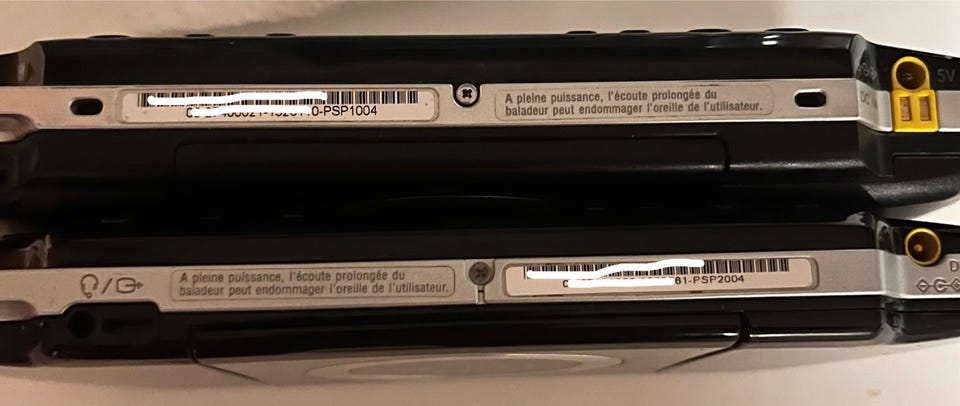 0-PSP1004
A pleine puissance, l'écoute prolongée du
baladeur peut endommager l'oreille de l'utilisateur.
DC
5V
A pleine puissance, l'écoute prolongée du
baladeur peut endommager l'oreille de l'utilisateur.
61-PSP2004
D